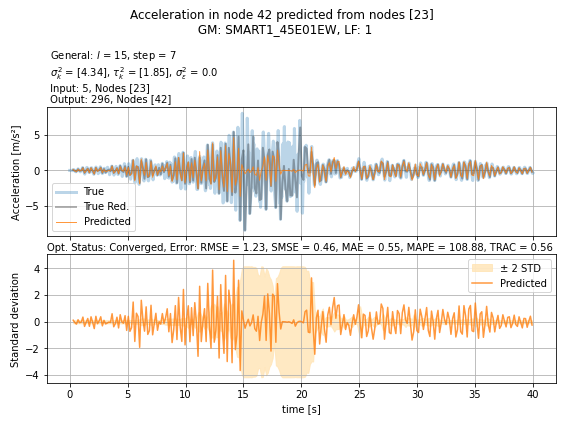 Acceleration in node 42 predicted from nodes [23]
GM: SMART1_45E01EW, LF: 1
General: l = 15, step = 7
σ²ₖ = [4.34], τ²ₖ = [1.85], σ²ε = 0.0
Input: 5, Nodes [23]
Output: 296, Nodes [42]
Acceleration [m/s²]
5
0
−5
True
True Red.
Predicted
Opt. Status: Converged, Error: RMSE = 1.23, SMSE = 0.46, MAE = 0.55, MAPE = 108.88, TRAC = 0.56
Standard deviation
4
2
0
−2
−4
± 2 STD
Predicted
0 5 10 15 20 25 30 35 40
time [s]